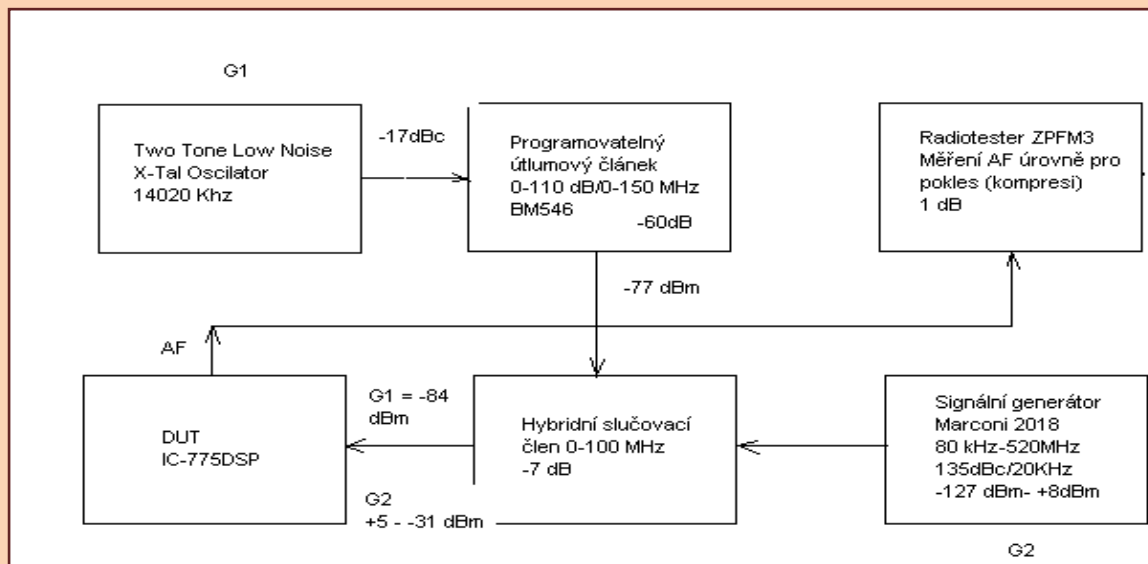 G1
Two Tone Low Noise
X-Tal Oscilator
14020 Khz
-17dBc
Programovatelný
útlumový článek
0-110 dB/0-150 MHz
BM546
-60dB
Radiotester ZPFM3
Měření AF úrovně pro
pokles (kompresi)
1 dB
-77 dBm
AF
DUT
IC-775DSP
G1 = -84
dBm
G2
+5 - -31 dBm
Hybridní slučovací
člen 0-100 MHz
-7 dB
Signální generátor
Marconi 2018
80 kHz-520MHz
135dBc/20KHz
-127 dBm- +8dBm
G2